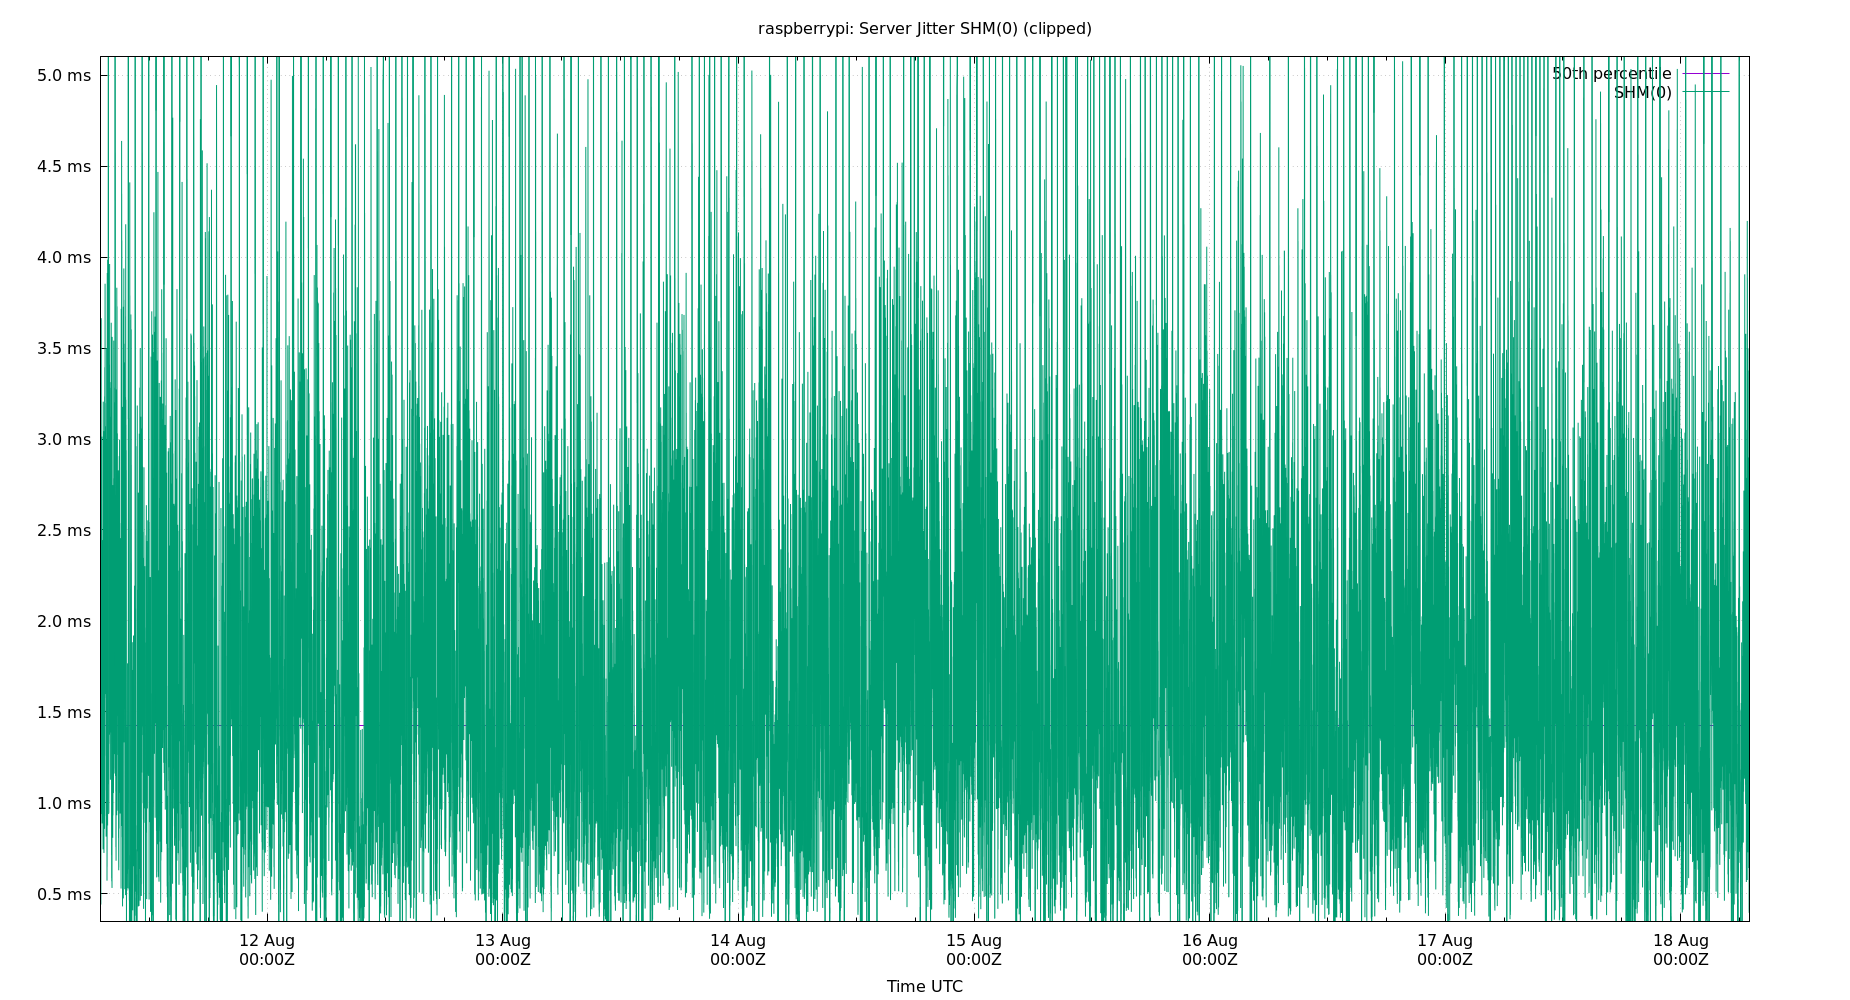 raspberrypi: Server Jitter SHM(0) (clipped)
5.0 ms
50th percentile
SHM(0)
4.5 ms
4.0 ms
3.5 ms
3.0 ms
2.5 ms
2.0 ms
1.5 ms
1.0 ms
0.5 ms
12 Aug 13 Aug 14 Aug 15 Aug 16 Aug 17 Aug 18 Aug
00:00Z 00:00Z 00:00Z 00:00Z 00:00Z 00:00Z 00:00Z
Time UTC